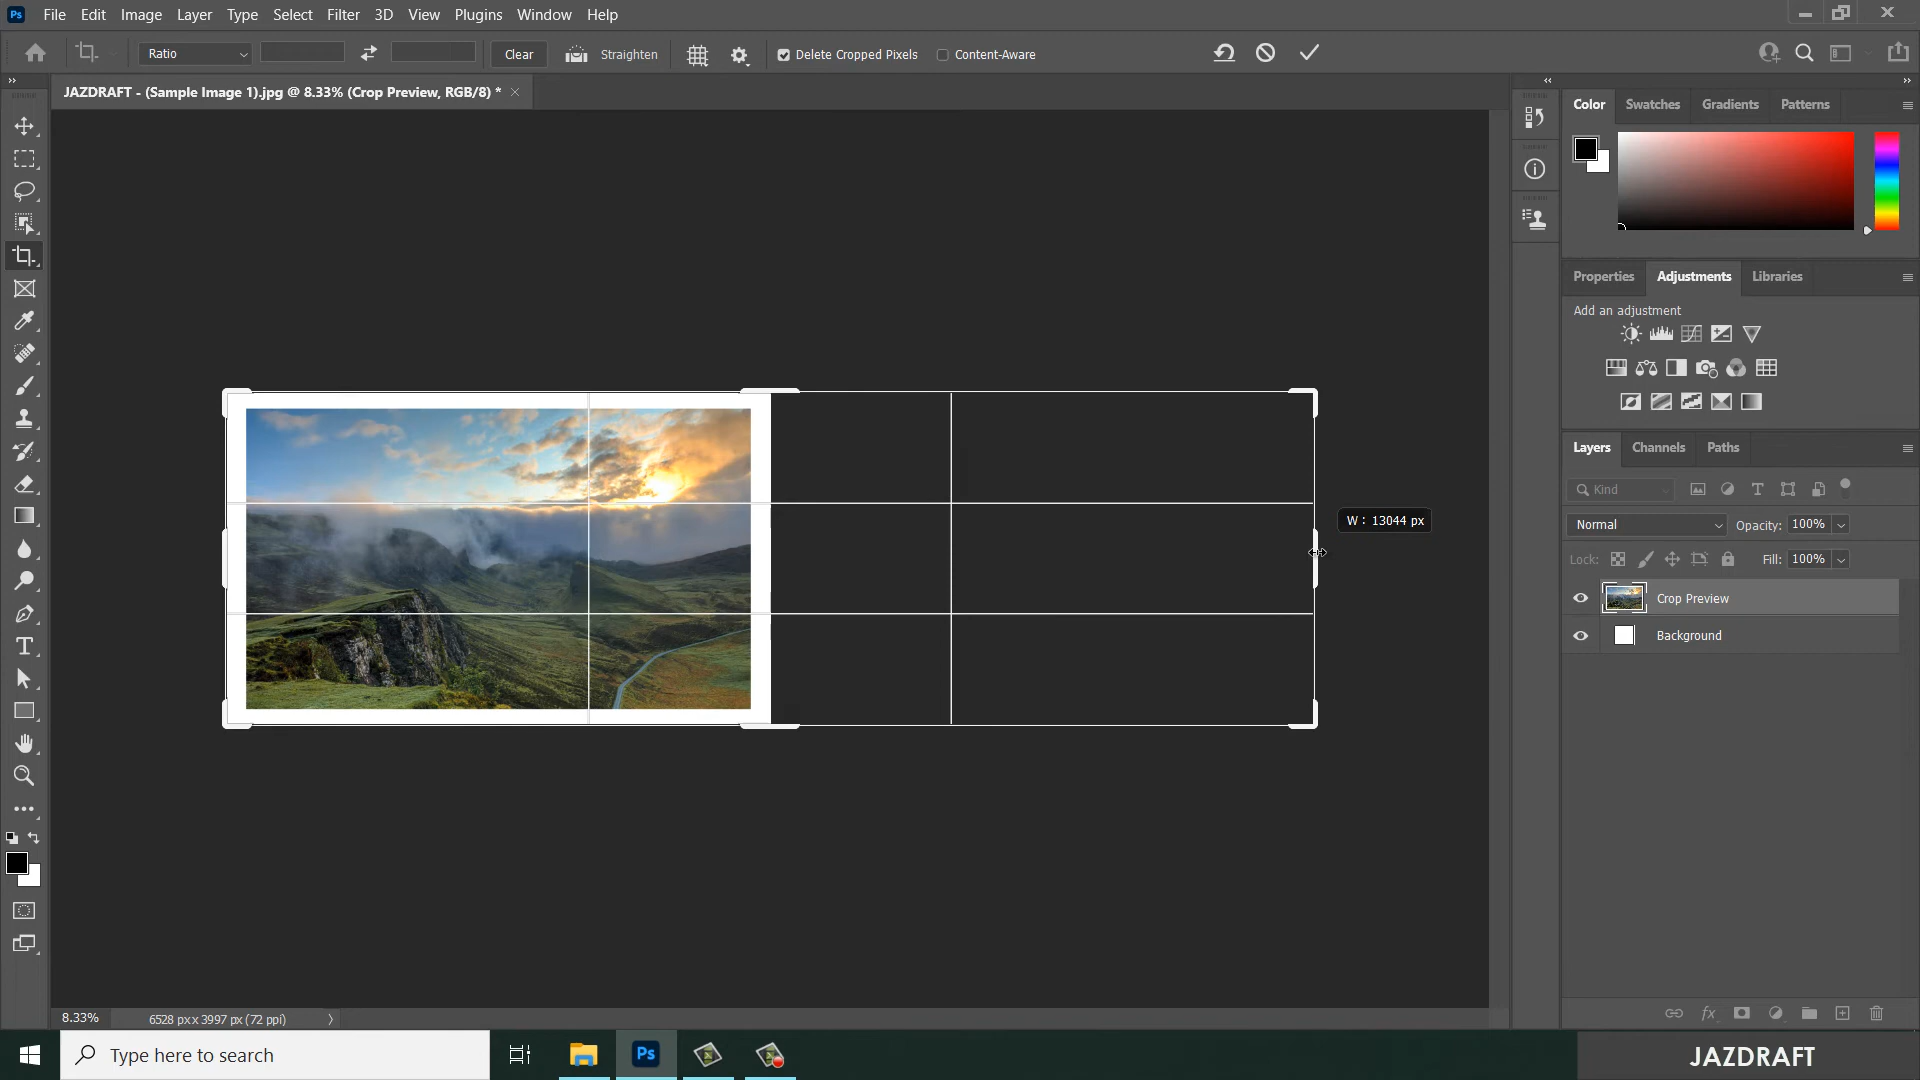 Ps File Edit Image Layer Type Select Filter 3D View Plugins Window Help
Ratio Clear Straighten Delete Cropped Pixels Content-Aware
JAZDRAFT - (Sample Image 1).jpg @ 8.33% (Crop Preview, RGB/8) *
Color Swatches Gradients Patterns
Properties Adjustments Libraries
Add an adjustment
Layers Channels Paths
Kind
Normal Opacity: 100%
W : 13044 px
Lock: Fill: 100%
Crop Preview
Background
8.33% 6528 px x 3997 px (72 ppi)
Type here to search
Ps
JAZDRAFT